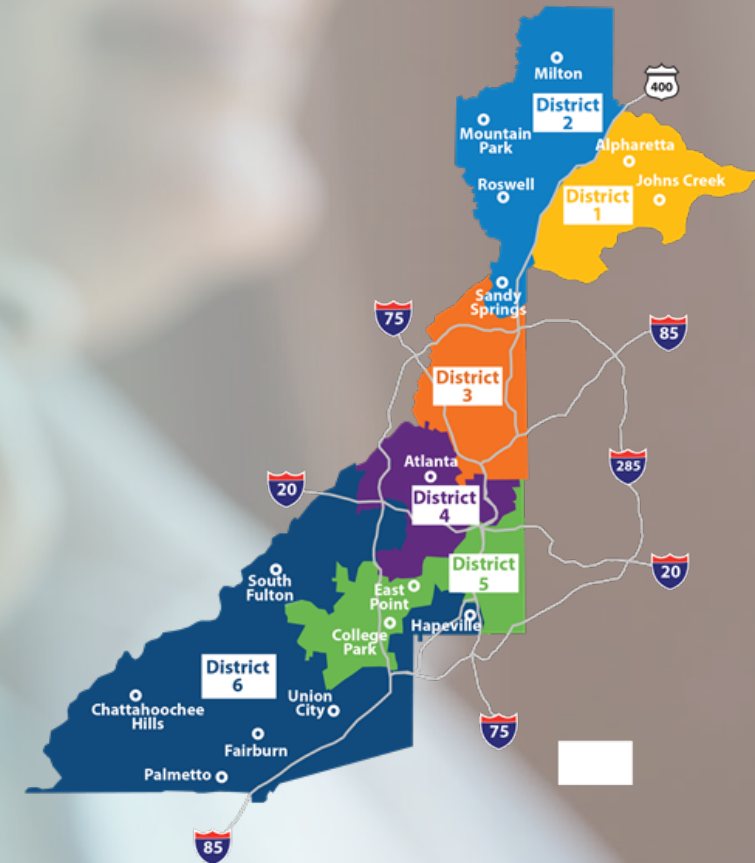 Milton
400
District
2
Mountain
Park
Alpharetta
Roswell
Johns Creek
District
1
Sandy
Springs
75
85
District
3
Atlanta
285
20
District
4
20
South
Fulton
District
5
East
Point
College
Park
Hapeville
District
6
Union
City
Chattahoochee
Hills
Fairburn
75
Palmetto
85